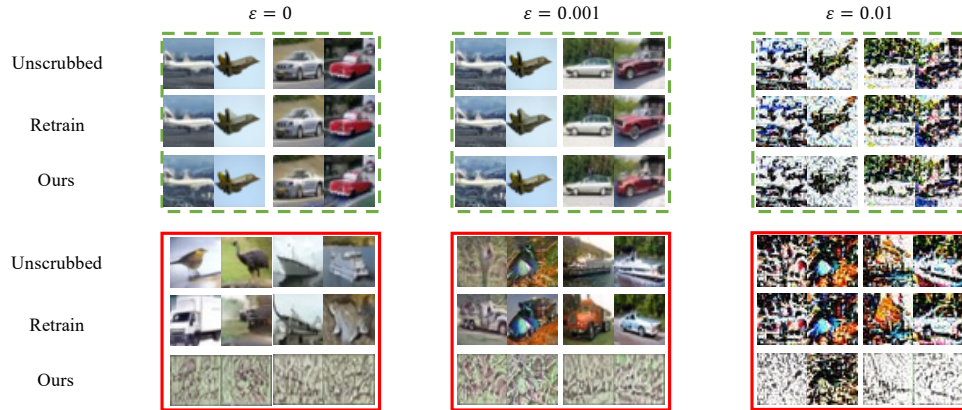 ε = 0 ε = 0.001 ε = 0.01
Unscrubbed
Retrain
Ours
Unscrubbed
Retrain
Ours